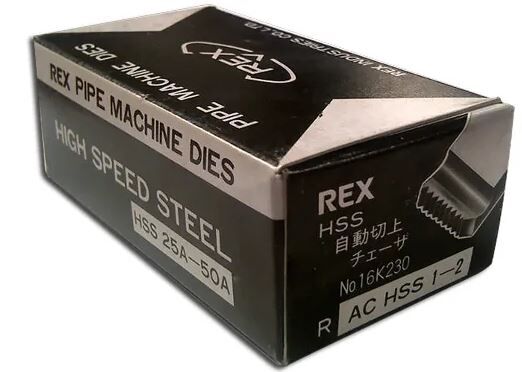 REX INDUSTRIES CO.,LTD.
REX
PIPE MACHINE DIES
REX PIPE MACHINE DIES
HIGH SPEED STEEL
HSS 25A—50A
REX
HSS
自動切上
チェーザ
No.16K230
R AC HSS 1—2